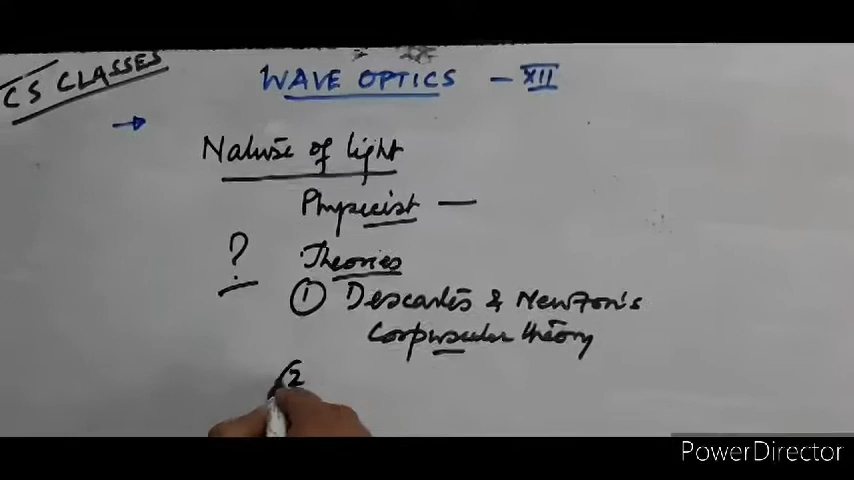 CS CLASSES
WAVE OPTICS - XII
→
Nature of light
Physicist —
? Theories
① Descartes & Newton's
Corpuscular theory
2
PowerDirector